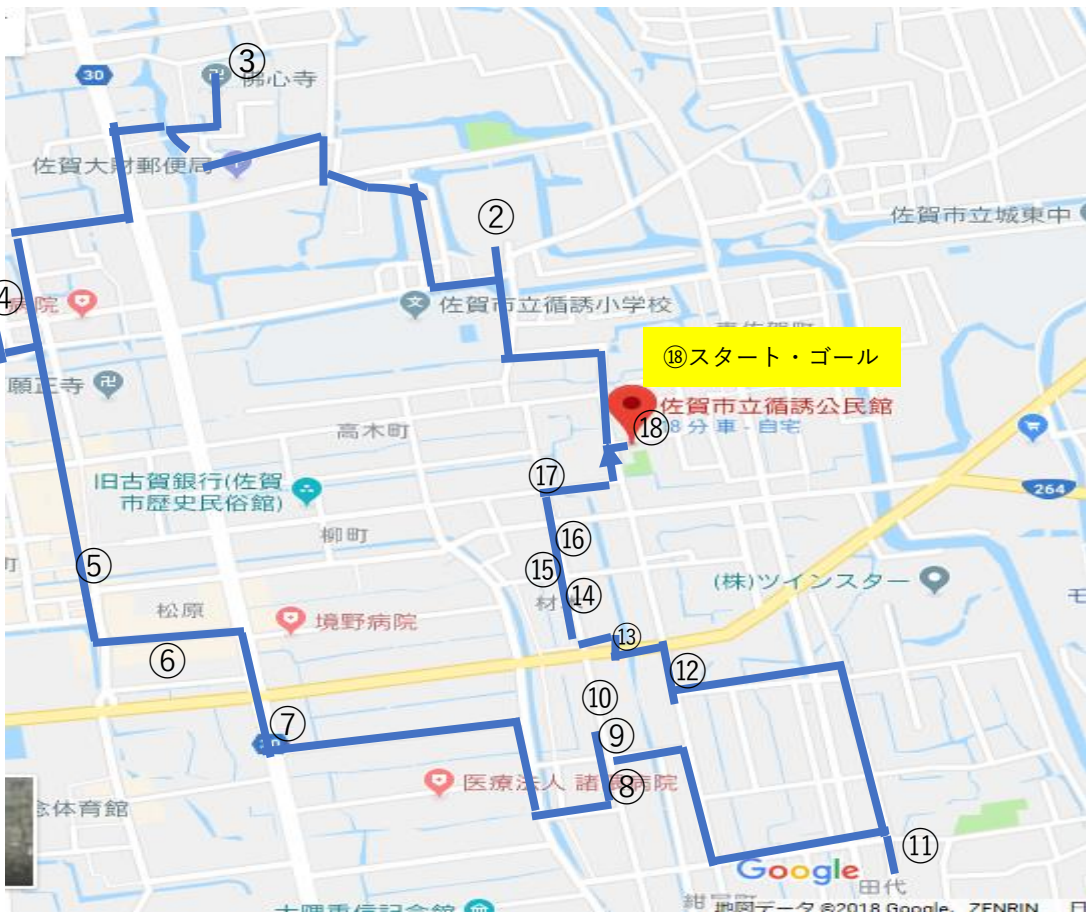 ③
30
佛心寺
佐賀大財郵便局
②
佐賀市立城東中
④
病院
佐賀市立循誘小学校
⑱スタート・ゴール
願正寺
佐賀市立循誘公民館
⑱
8 分 車 - 自宅
高木町
⑰
旧古賀銀行(佐賀
市歴史民俗館)
264
柳町
⑯
⑤
⑮
(株)ツインスター
⑭
松原
境野病院
⑬
⑥
⑫
⑩
⑦
⑨
医療法人 諸
病院
⑧
念体育館
⑪
Google
田代
地図データ ©2018 Google、ZENRIN